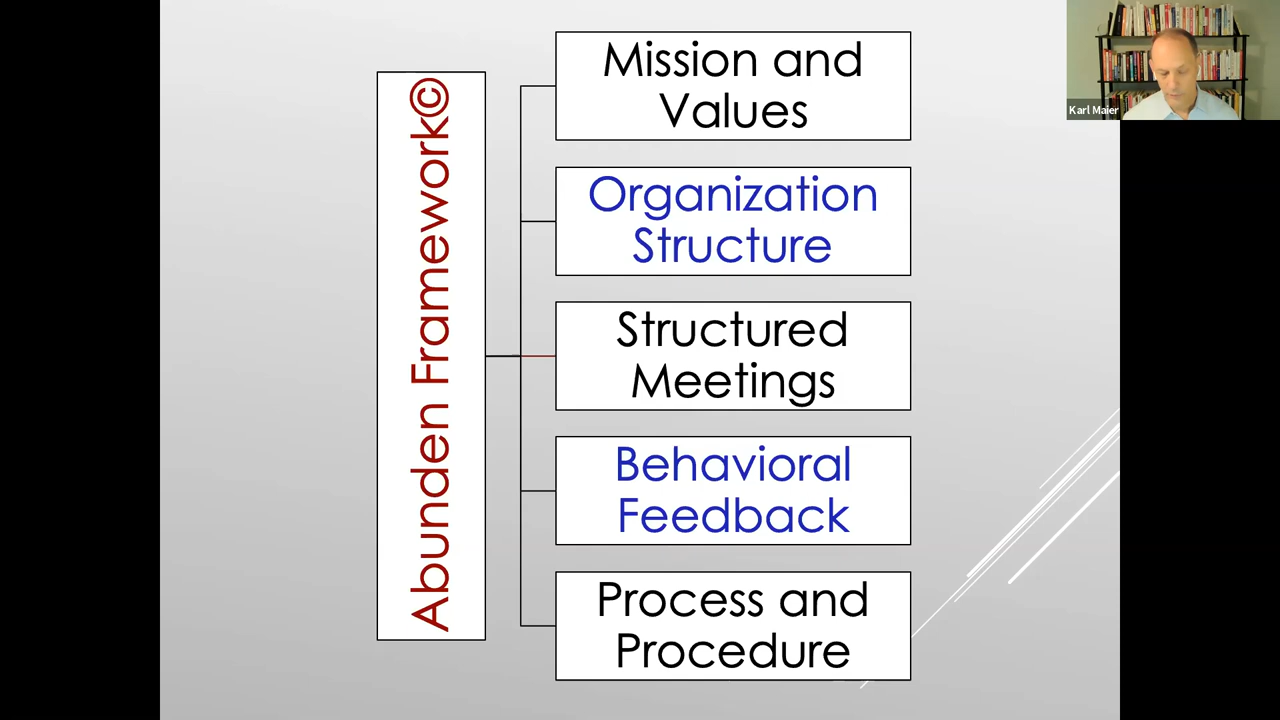 Abunden Framework©
Mission and
Values
Organization
Structure
Structured
Meetings
Behavioral
Feedback
Process and
Procedure
Karl Maier